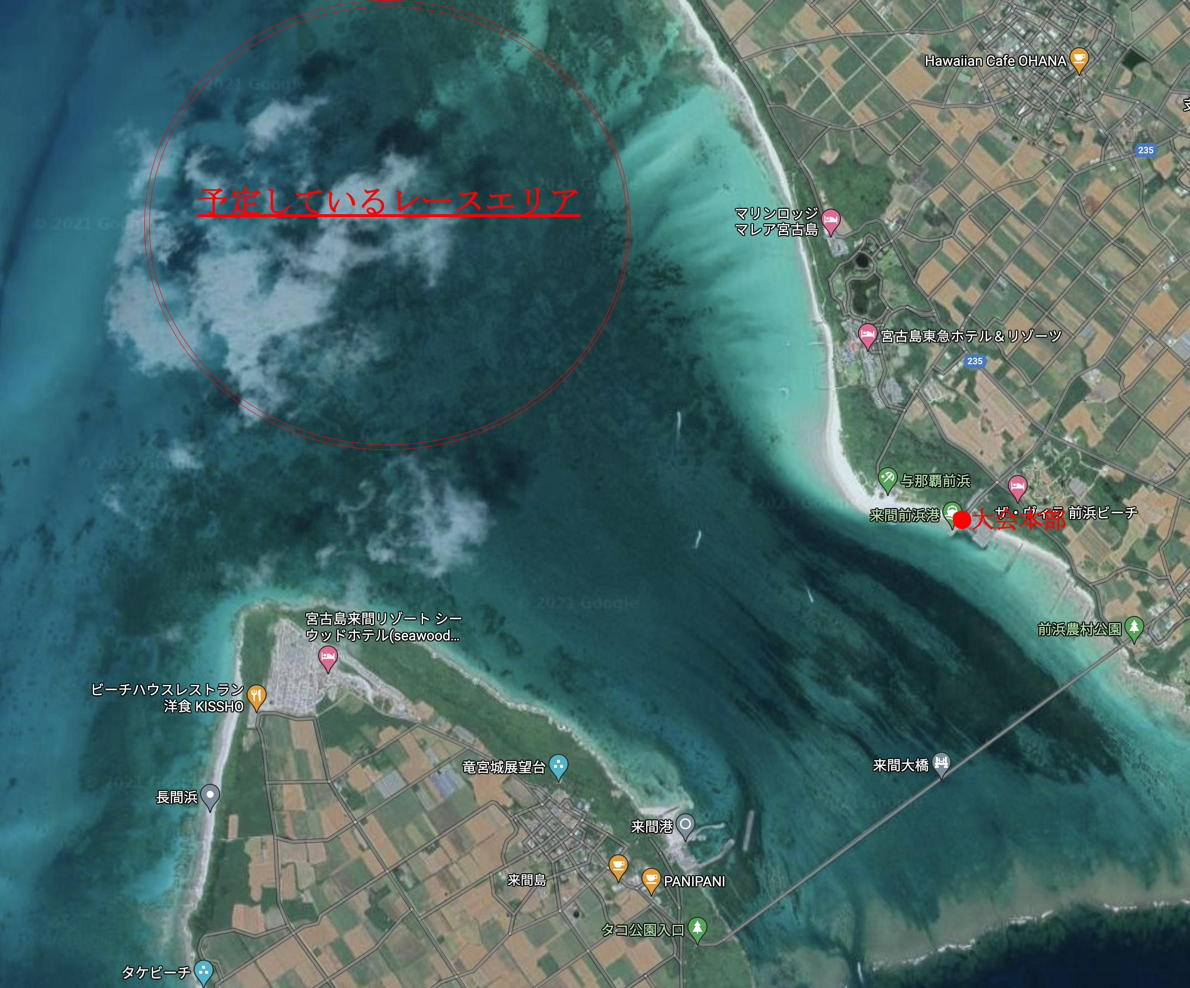 Hawaiian Cafe OHANA
235
予定しているレースエリア
マリンロッジ
マレア宮古島
宮古島東急ホテル&リゾーツ
235
与那覇前浜
来間前浜港
大会本部
ザ・ヴィラ 前浜ビーチ
宮古島来間リゾート シー
ウッドホテル(seawood...
前浜農村公園
ビーチハウスレストラン
洋食 KISSHO
竜宮城展望台
来間大橋
長間浜
来間港
来間島
PANIPANI
タコ公園入口
タケビーチ